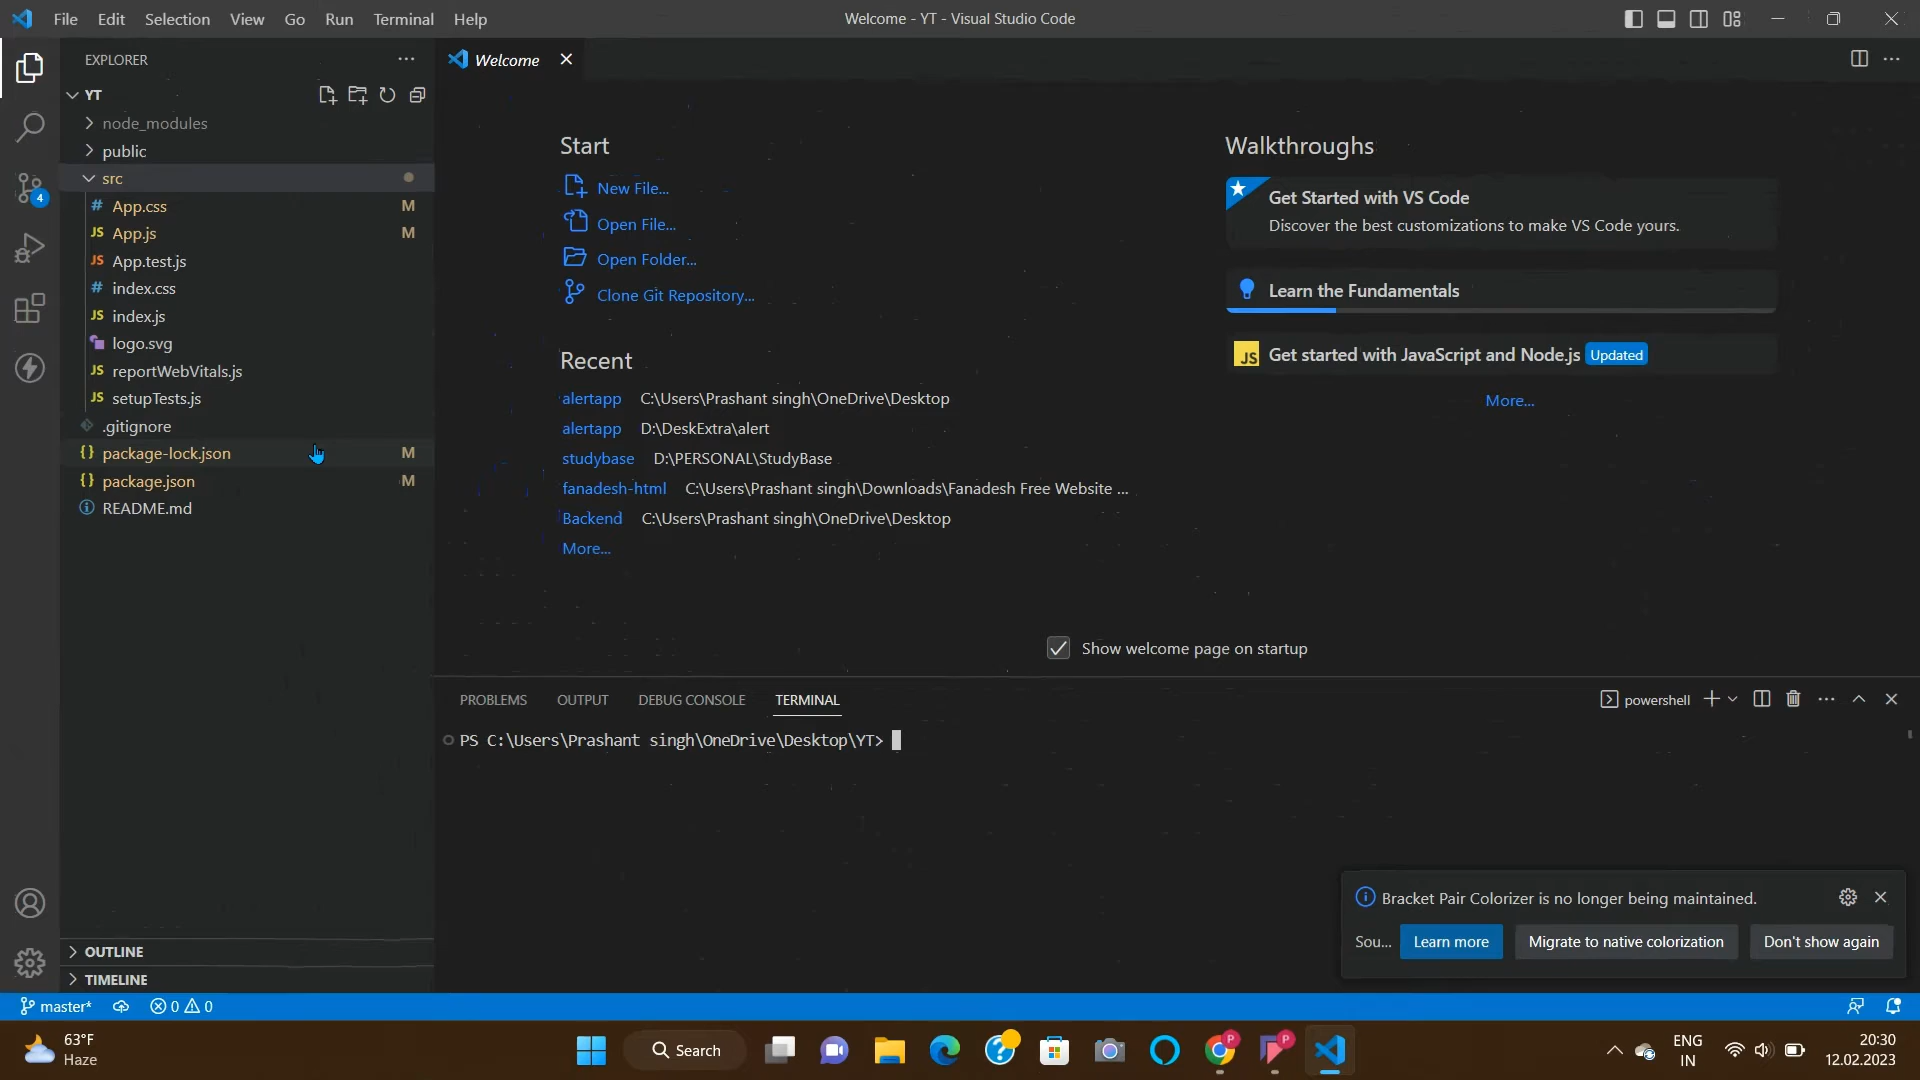 File Edit Selection View Go Run Terminal Help
Welcome - YT - Visual Studio Code
EXPLORER
YT
node_modules
public
src
# App.css M
JS App.js M
JS App.test.js
# index.css
JS index.js
logo.svg
JS reportWebVitals.js
JS setupTests.js
.gitignore
{} package-lock.json M
{} package.json M
README.md
OUTLINE
TIMELINE
4
Welcome
Start
New File...
Open File...
Open Folder...
Clone Git Repository...
Recent
alertapp C:\Users\Prashant singh\OneDrive\Desktop
alertapp D:\DeskExtra\alert
studybase D:\PERSONAL\StudyBase
fanadesh-html C:\Users\Prashant singh\Downloads\Fanadesh Free Website ...
Backend C:\Users\Prashant singh\OneDrive\Desktop
More...
Walkthroughs
Get Started with VS Code
Discover the best customizations to make VS Code yours.
Learn the Fundamentals
JS Get started with JavaScript and Node.js Updated
More...
Show welcome page on startup
PROBLEMS OUTPUT DEBUG CONSOLE TERMINAL
powershell
PS C:\Users\Prashant singh\OneDrive\Desktop\YT>
Bracket Pair Colorizer is no longer being maintained.
Sou... Learn more Migrate to native colorization Don't show again
master* 0 0
63°F
Haze
Search
P
P
ENG
IN
20:30
12.02.2023